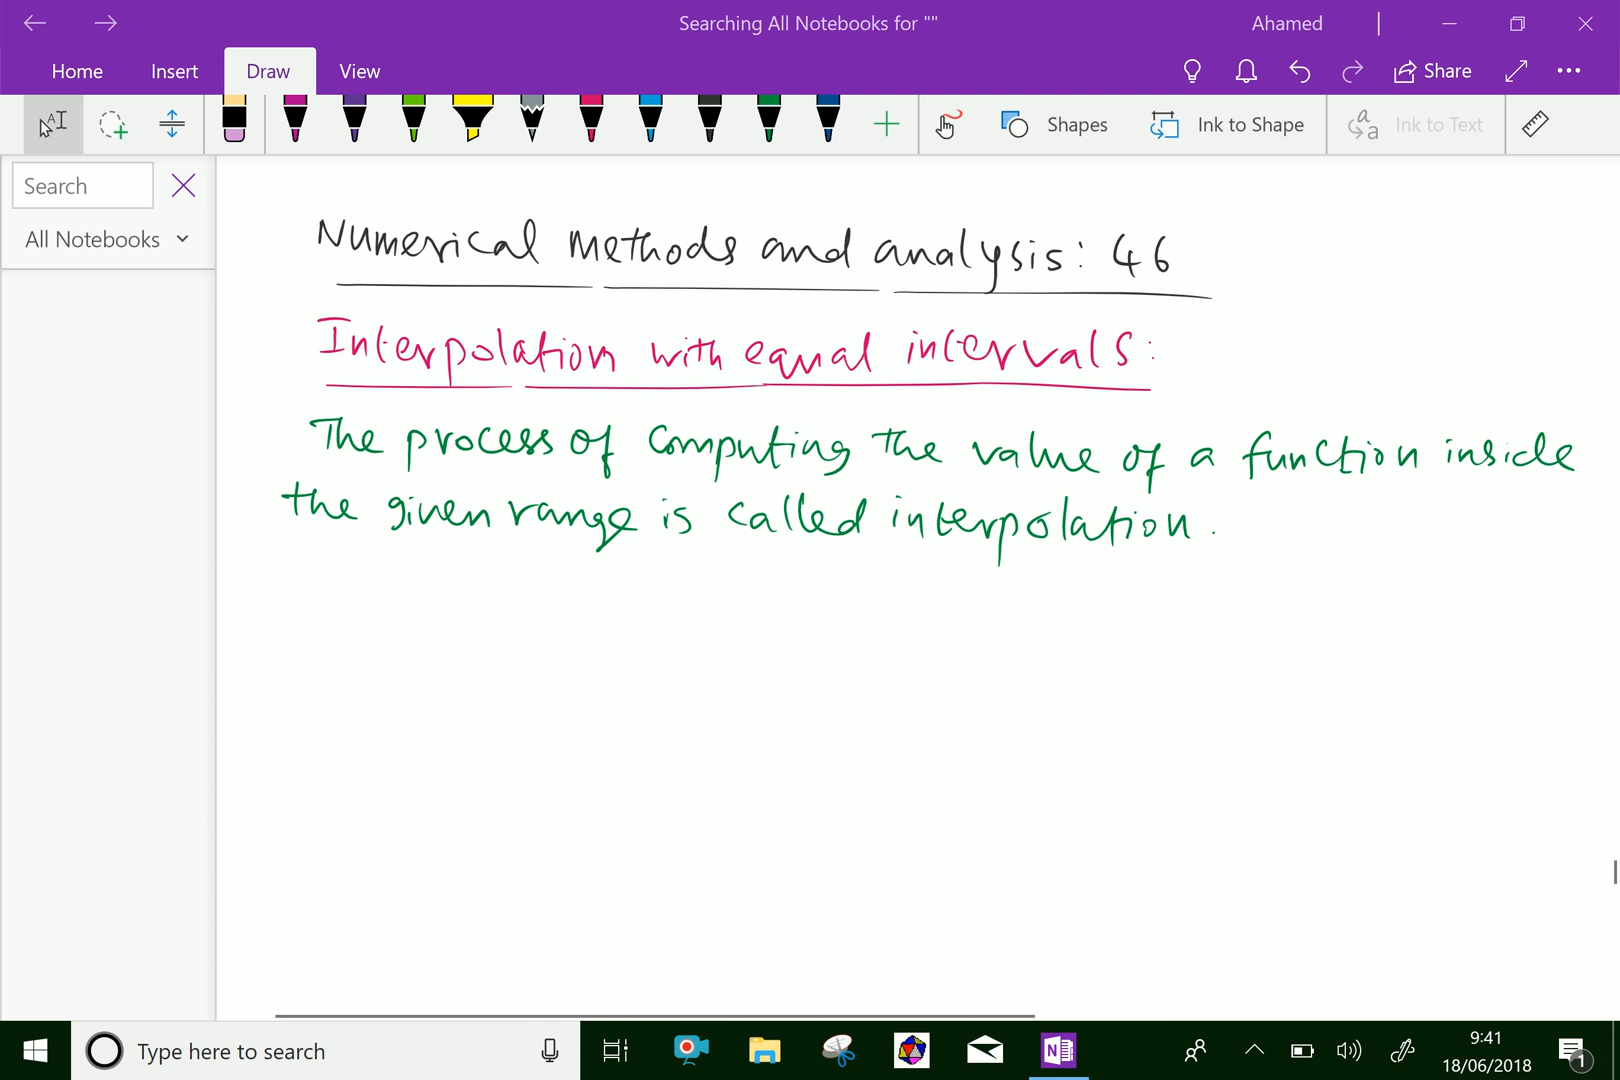 Searching All Notebooks for ""
Ahamed
Home Insert Draw View
Share
Shapes Ink to Shape Ink to Text
Search
All Notebooks
Numerical methods and analysis: 46
Interpolation with equal intervals:
The process of computing the value of a function inside
the given range is called interpolation.
Type here to search
9:41
18/06/2018
1